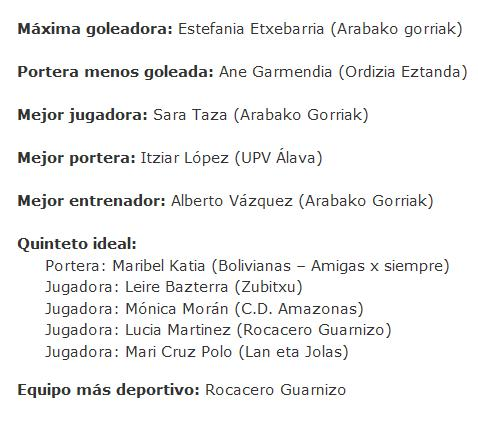 Máxima goleadora: Estefania Etxebarria (Arabako gorriak)
Portera menos goleada: Ane Garmendia (Ordizia Eztanda)
Mejor jugadora: Sara Taza (Arabako Gorriak)
Mejor portera: Itziar López (UPV Álava)
Mejor entrenador: Alberto Vázquez (Arabako Gorriak)
Quinteto ideal:
Portera: Maribel Katia (Bolivianas – Amigas x siempre)
Jugadora: Leire Bazterra (Zubitxu)
Jugadora: Mónica Morán (C.D. Amazonas)
Jugadora: Lucia Martinez (Rocacero Guarnizo)
Jugadora: Mari Cruz Polo (Lan eta Jolas)
Equipo más deportivo: Rocacero Guarnizo